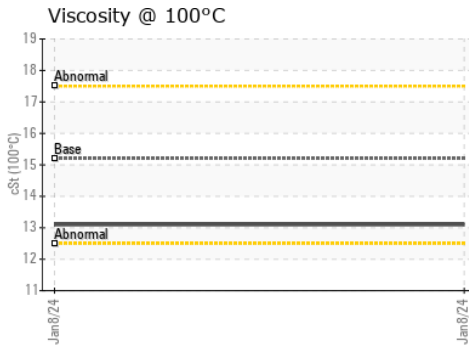 Viscosity @ 100°C
cSt (100°C)
19
18
17
16
15
14
13
12
11
Abnormal
Base
Abnormal
Jan8/24
Jan8/24